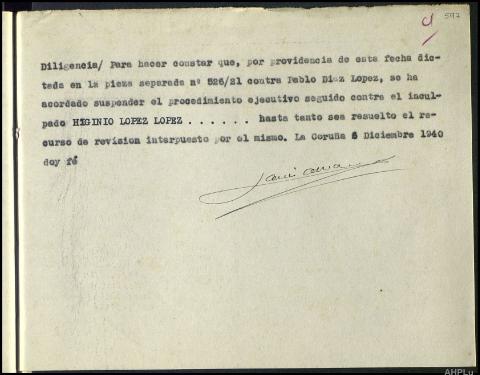 597
Diligencia/ Para hacer constar que, por providencia de esta fecha dic-
tada en la pieza separada nº 526/21 contra Pablo Diaz Lopez, se ha
acordado suspender el procedimiento ejecutivo seguido contra el incul-
pado HIGINIO LOPEZ LOPEZ . . . . . . hasta tanto sea resuelto el re-
curso de revision interpuesto por el mismo. La Coruña 6 Diciembre 1940
doy fé
AHPLu